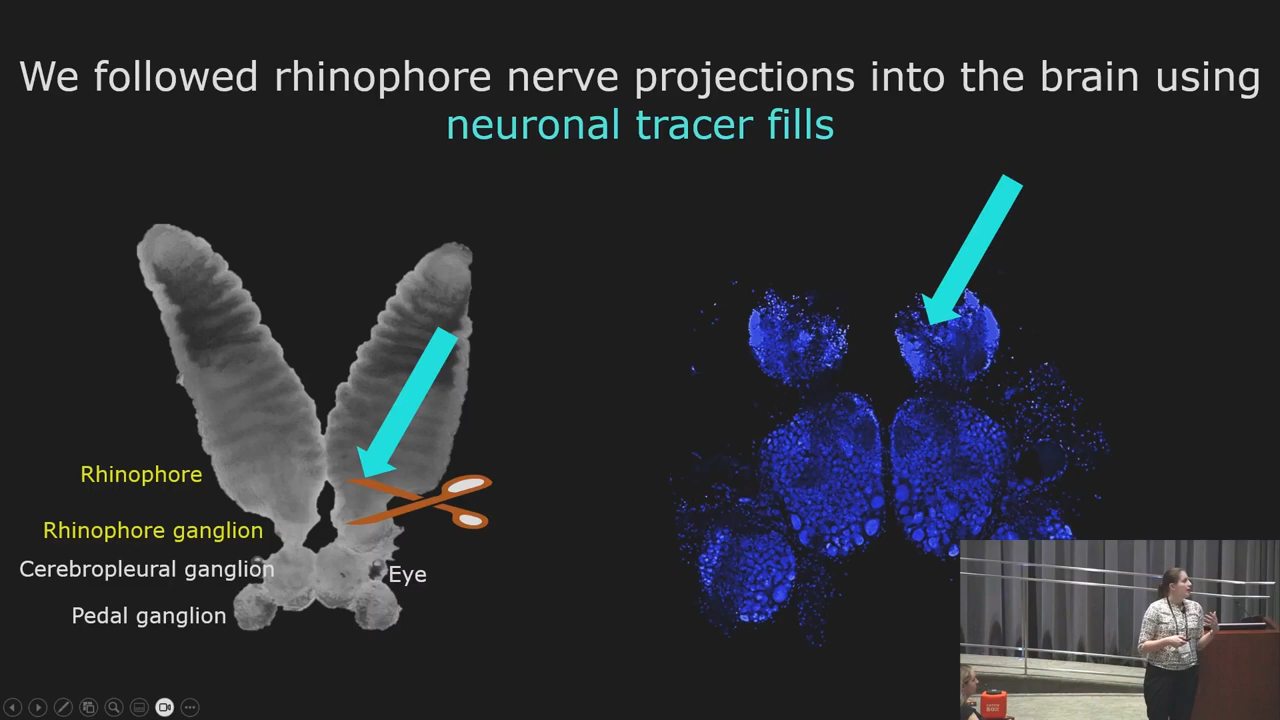 We followed rhinophore nerve projections into the brain using
neuronal tracer fills
Rhinophore
Rhinophore ganglion
Cerebropleural ganglion
Eye
Pedal ganglion